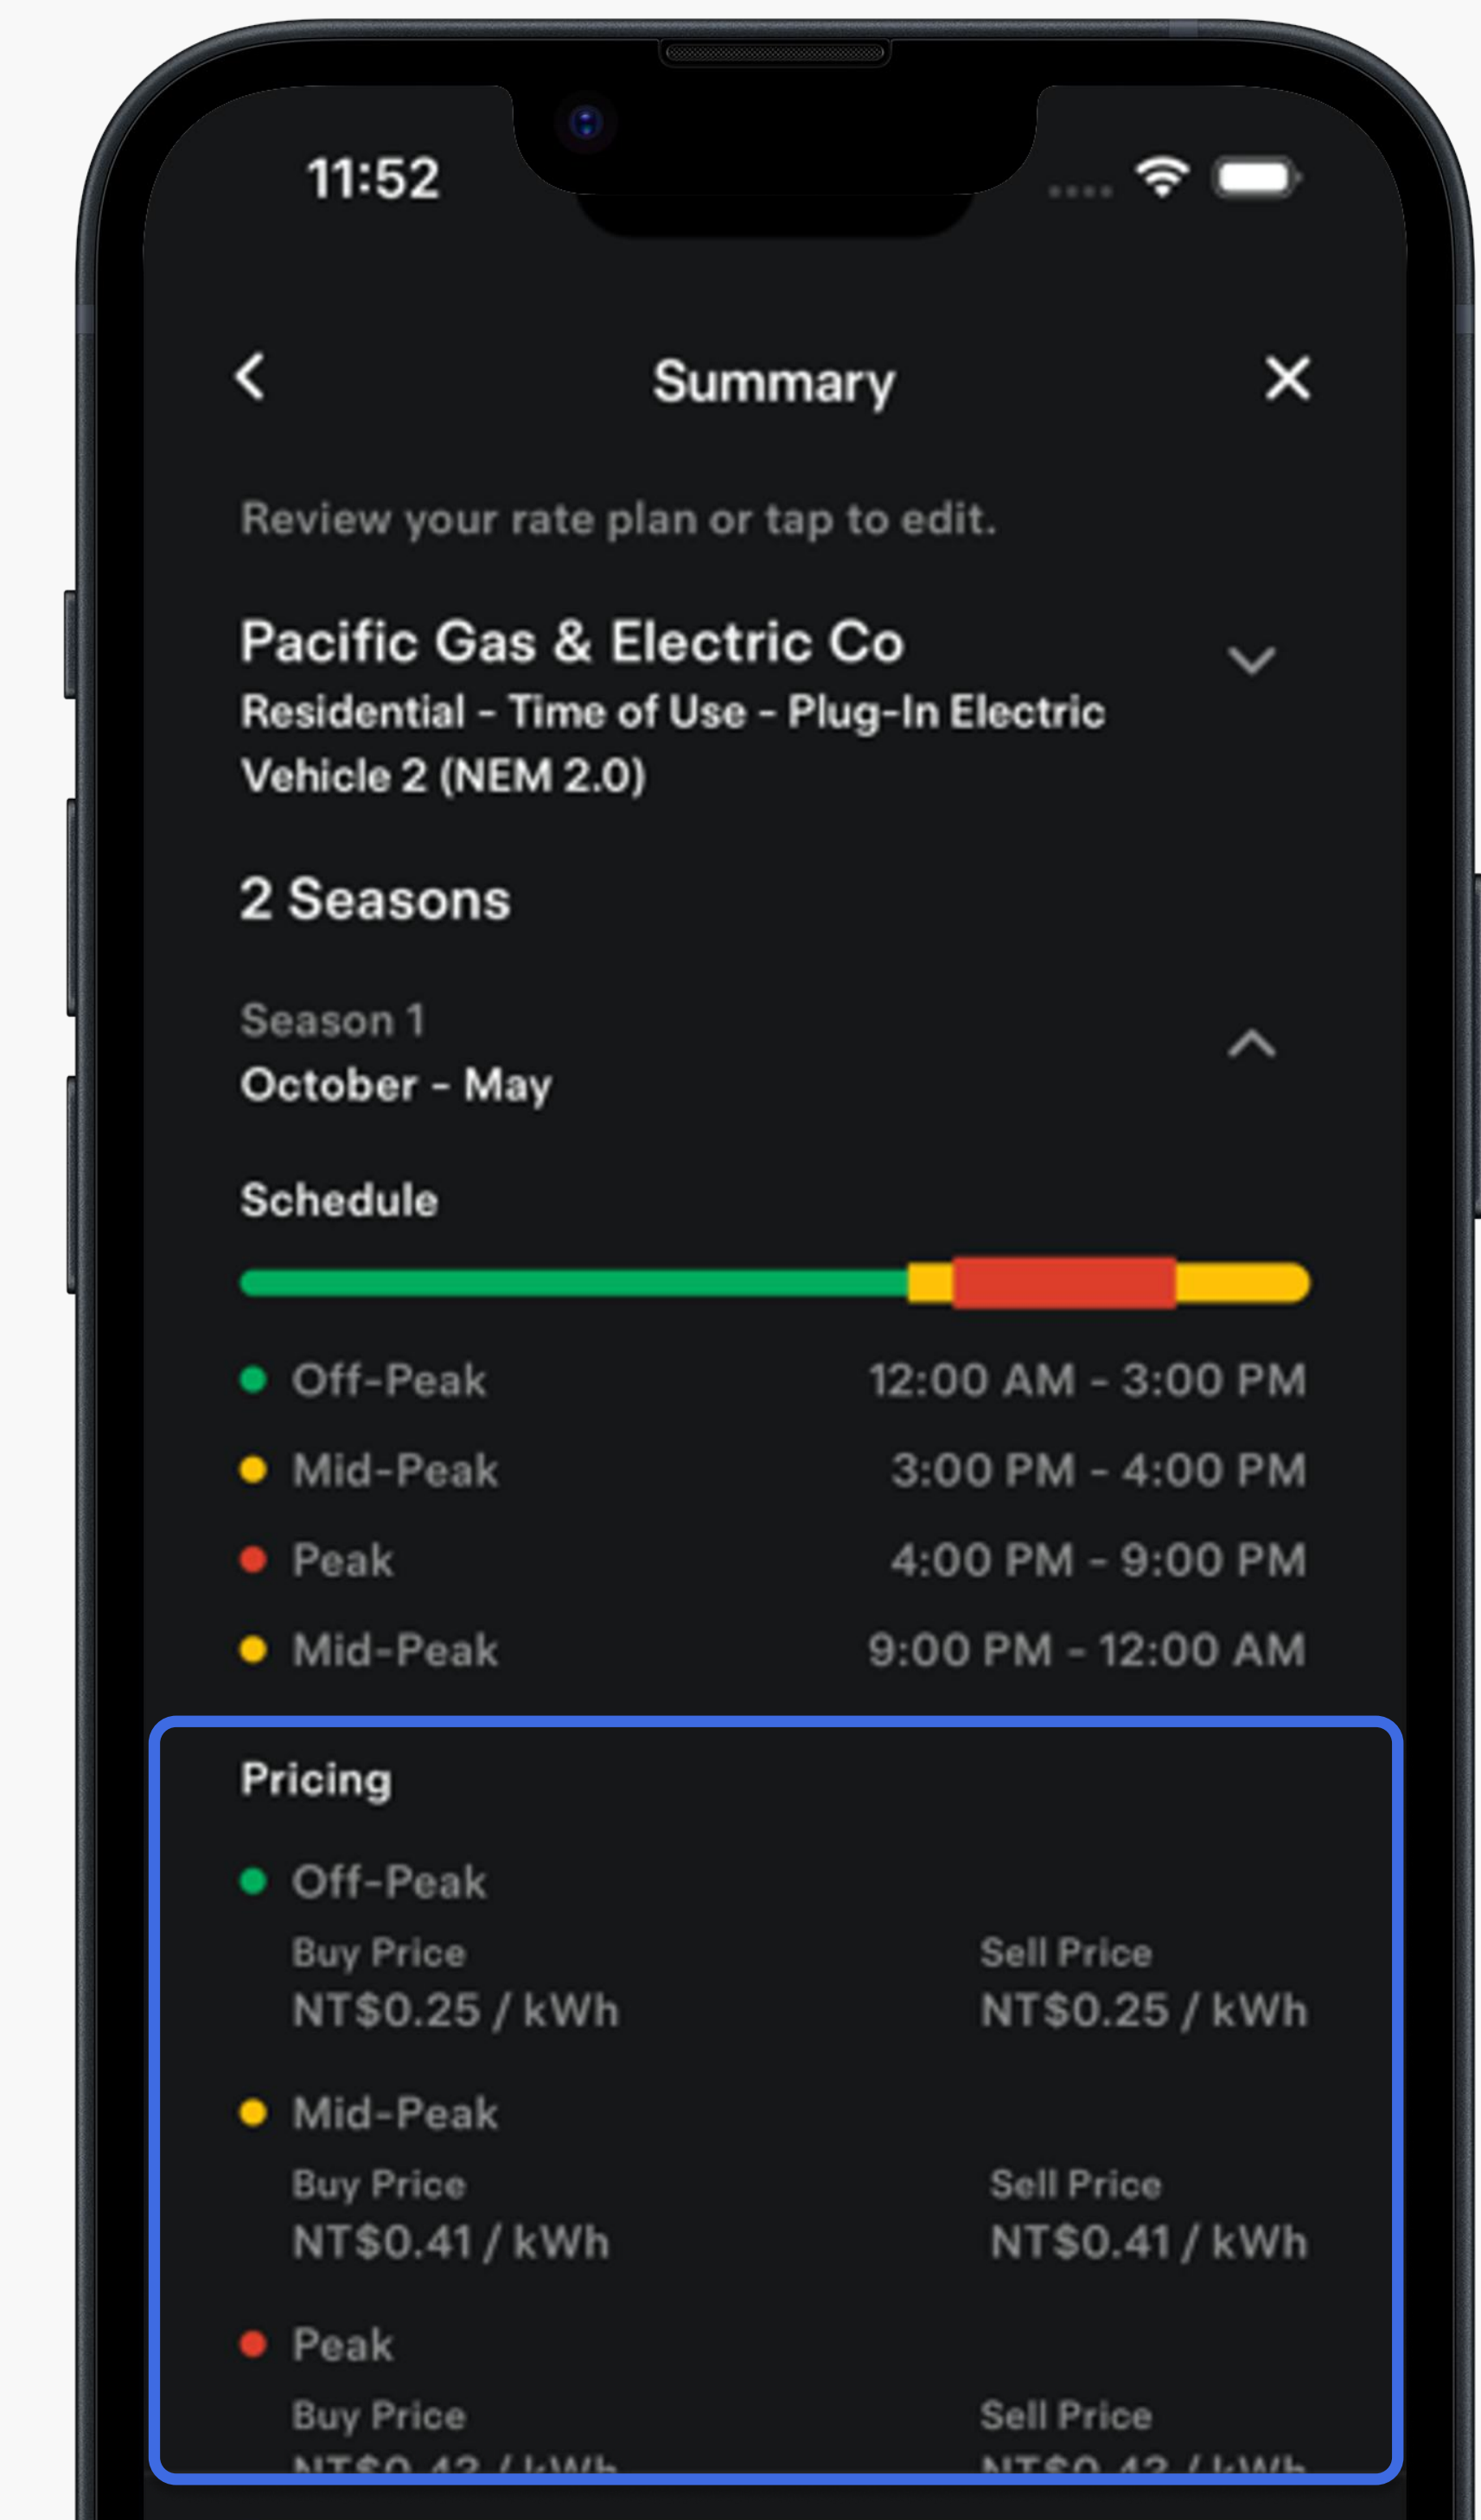 11:52
Summary
Review your rate plan or tap to edit.
Pacific Gas & Electric Co
Residential - Time of Use - Plug-In Electric
Vehicle 2 (NEM 2.0)
2 Seasons
Season 1
October - May
Schedule
Off-Peak 12:00 AM - 3:00 PM
Mid-Peak 3:00 PM - 4:00 PM
Peak 4:00 PM - 9:00 PM
Mid-Peak 9:00 PM - 12:00 AM
Pricing
Off-Peak
Buy Price Sell Price
NT$0.25 / kWh NT$0.25 / kWh
Mid-Peak
Buy Price Sell Price
NT$0.41 / kWh NT$0.41 / kWh
Peak
Buy Price Sell Price